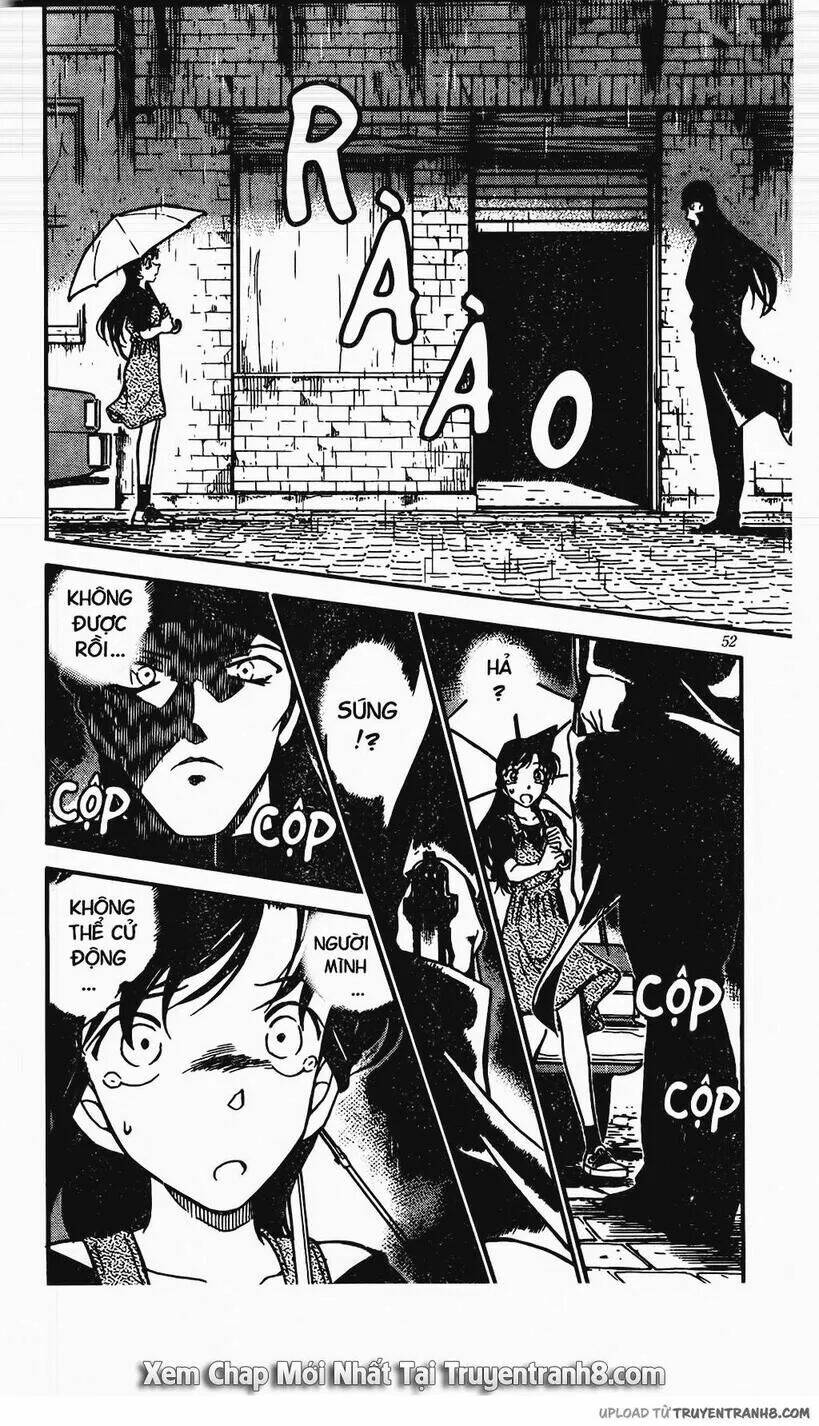 RÀÀO
52
HẢ
?
CỘP
CỘP
SÚNG
!?
KHÔNG
ĐƯỢC
RỒI...
CỘP
CỘP
NGƯỜI
MÌNH
...
KHÔNG
THỂ CỬ
ĐỘNG
...
Xem Chap Mới Nhất Tại Truyentranh8.com
UPLOAD TỪ TRUYENTRANH8.COM